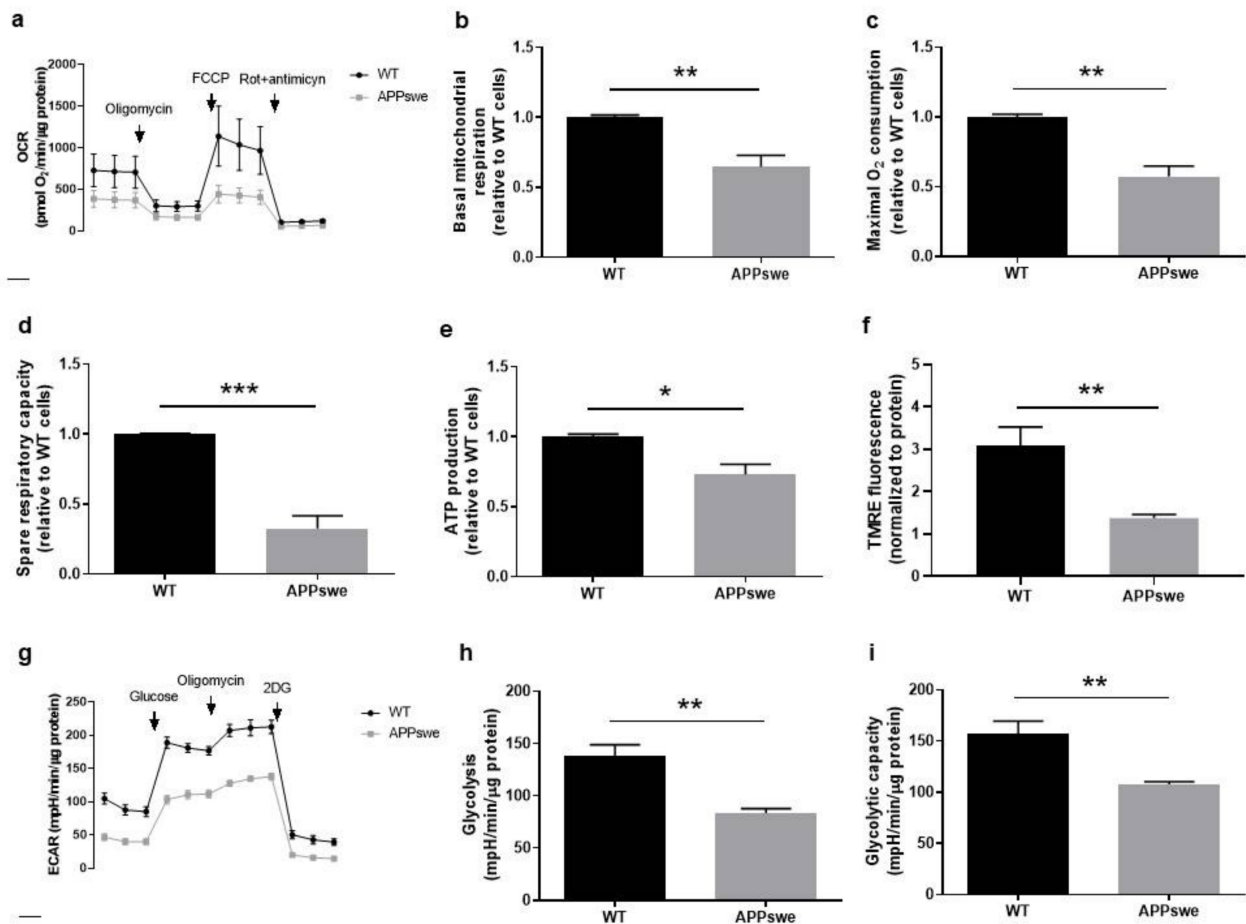 a
OCR
(pmol O₂/min/µg protein)
2000
1500
1000
500
0
Oligomycin
FCCP
Rot+antimicyn
WT
APPswe
b
Basal mitochondrial
respiration
(relative to WT cells)
1.5
1.0
0.5
0.0
**
WT
APPswe
c
Maximal O₂ consumption
(relative to WT cells)
1.5
1.0
0.5
0.0
**
WT
APPswe
d
Spare respiratory capacity
(relative to WT cells)
1.5
1.0
0.5
0.0
***
WT
APPswe
e
ATP production
(relative to WT cells)
1.5
1.0
0.5
0.0
*
WT
APPswe
f
TMRE fluorescence
(normalized to protein)
5
4
3
2
1
0
**
WT
APPswe
g
ECAR (mpH/min/µg protein)
250
200
150
100
50
0
Glucose
Oligomycin
2DG
WT
APPswe
h
Glycolysis
(mpH/min/µg protein)
200
150
100
50
0
**
WT
APPswe
i
Glycolytic capacity
(mpH/min/µg protein)
200
150
100
50
0
**
WT
APPswe